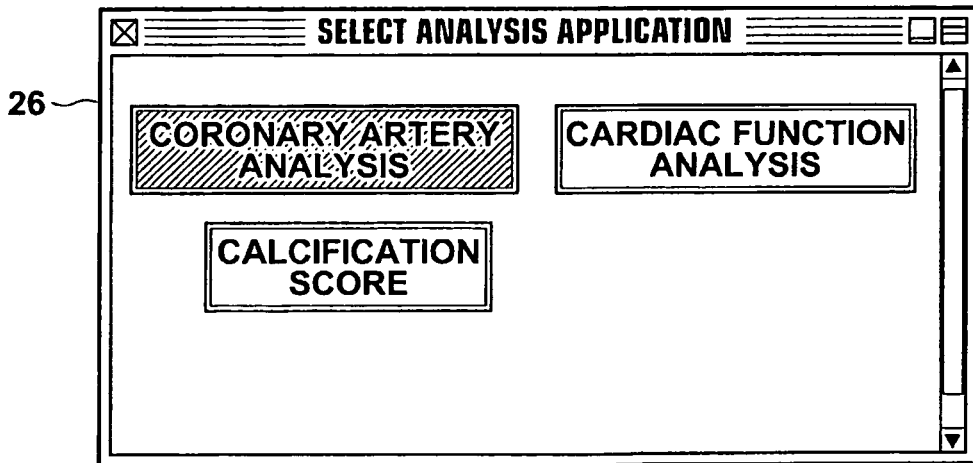 SELECT ANALYSIS APPLICATION
26
CORONARY ARTERY
ANALYSIS
CARDIAC FUNCTION
ANALYSIS
CALCIFICATION
SCORE